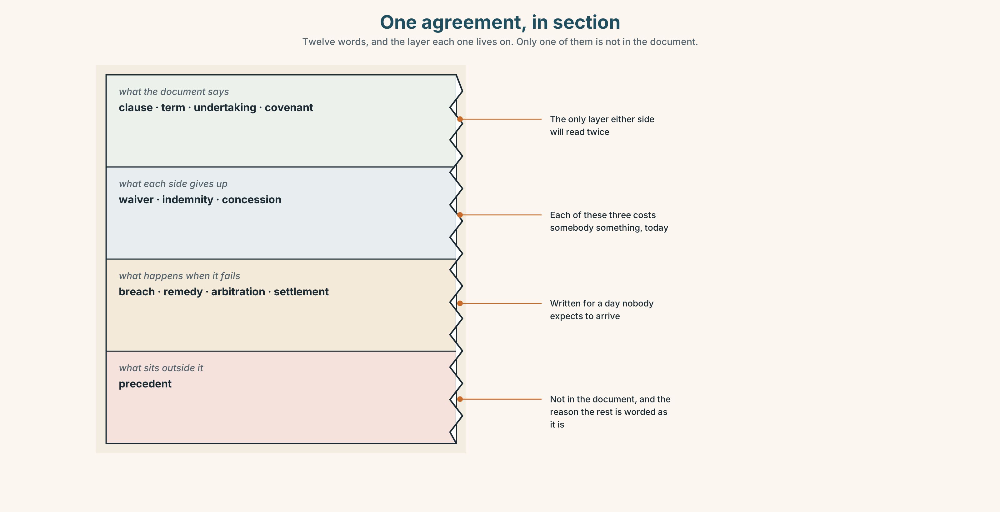 One agreement, in section
Twelve words, and the layer each one lives on. Only one of them is not in the document.
what the document says
clause · term · undertaking · covenant
The only layer either side
will read twice
what each side gives up
waiver · indemnity · concession
Each of these three costs
somebody something, today
what happens when it fails
breach · remedy · arbitration · settlement
Written for a day nobody
expects to arrive
what sits outside it
precedent
Not in the document, and the
reason the rest is worded as
it is